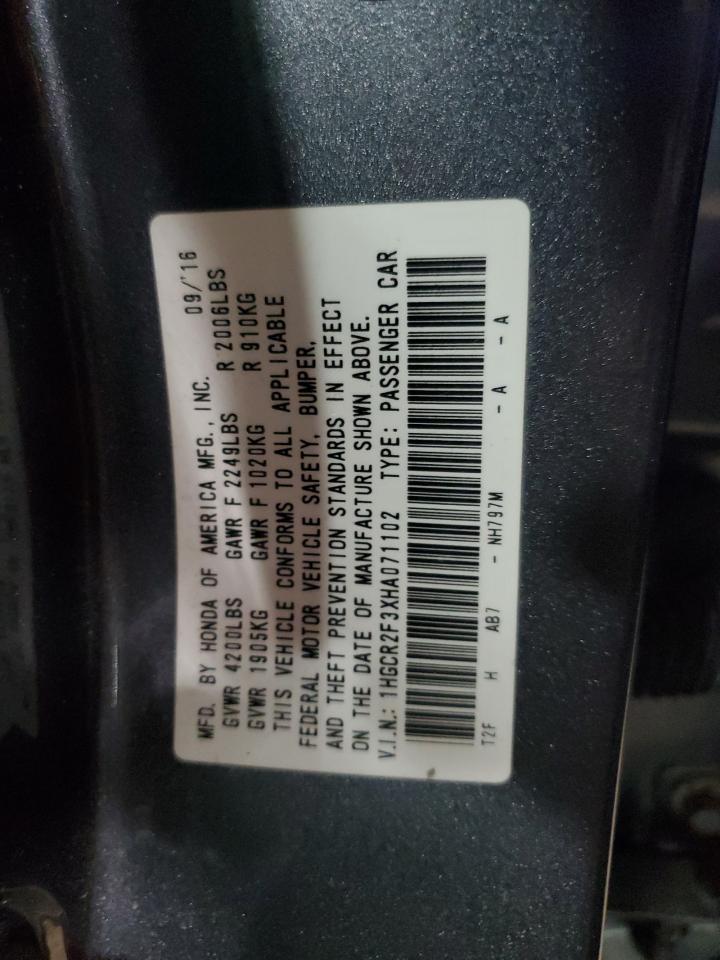 MFD. BY HONDA OF AMERICA MFG., INC. 09/'16
GVWR 4200LBS GAWR F 2249LBS R 2006LBS
GVWR 1905KG GAWR F 1020KG R 910KG
THIS VEHICLE CONFORMS TO ALL APPLICABLE
FEDERAL MOTOR VEHICLE SAFETY, BUMPER,
AND THEFT PREVENTION STANDARDS IN EFFECT
ON THE DATE OF MANUFACTURE SHOWN ABOVE.
V.I.N.: 1HGCR2F3XHA071102 TYPE: PASSENGER CAR
T2F H AB7 - NH797M - A - A